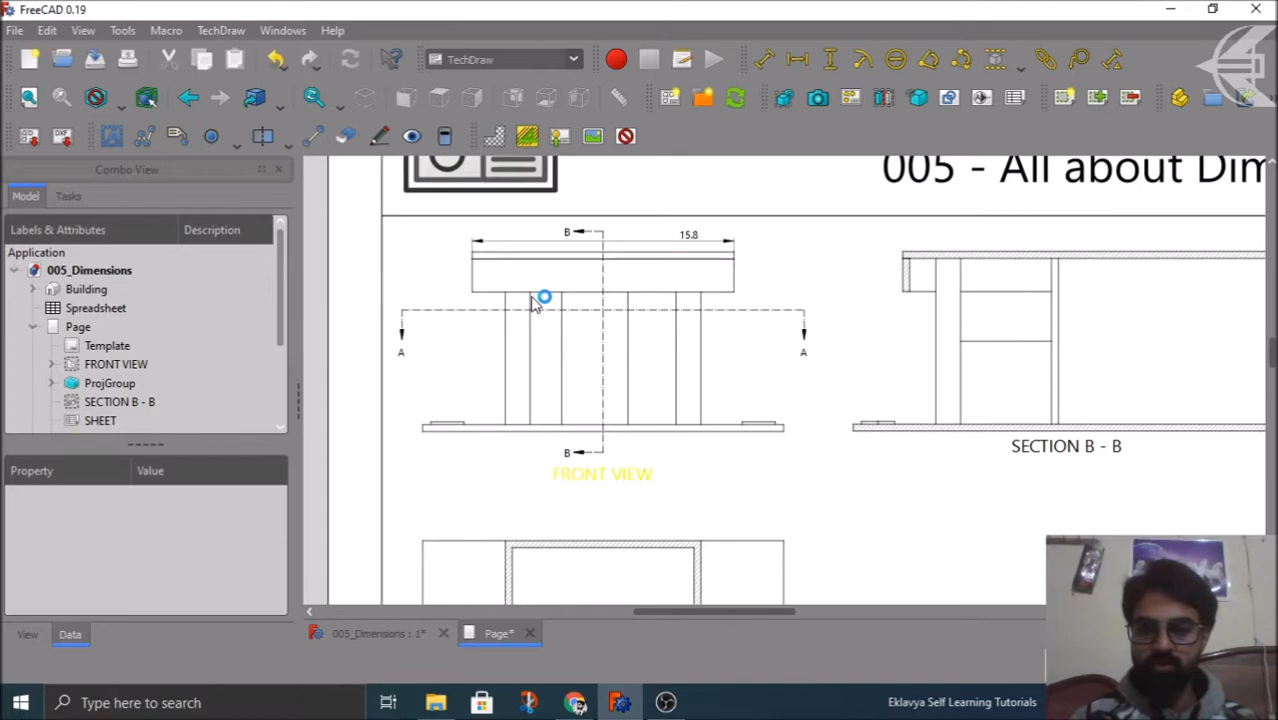 FreeCAD 0.19
File Edit View Tools Macro TechDraw Windows Help
TechDraw
Combo View
Model Tasks
Labels & Attributes Description
Application
005_Dimensions
Building
Spreadsheet
Page
Template
FRONT VIEW
ProjGroup
SECTION B - B
SHEET
Property Value
View Data
005 - All about Dim
B
15.8
A A
B
FRONT VIEW
SECTION B - B
005_Dimensions : 1*
Page*
Type here to search
Eklavya Self Learning Tutorials